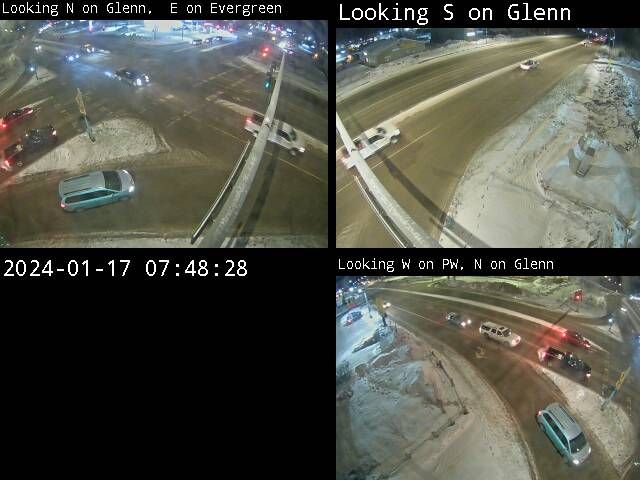 Looking N on Glenn,  E on Evergreen
Looking S on Glenn
2024-01-17 07:48:28
Looking W on PW, N on Glenn